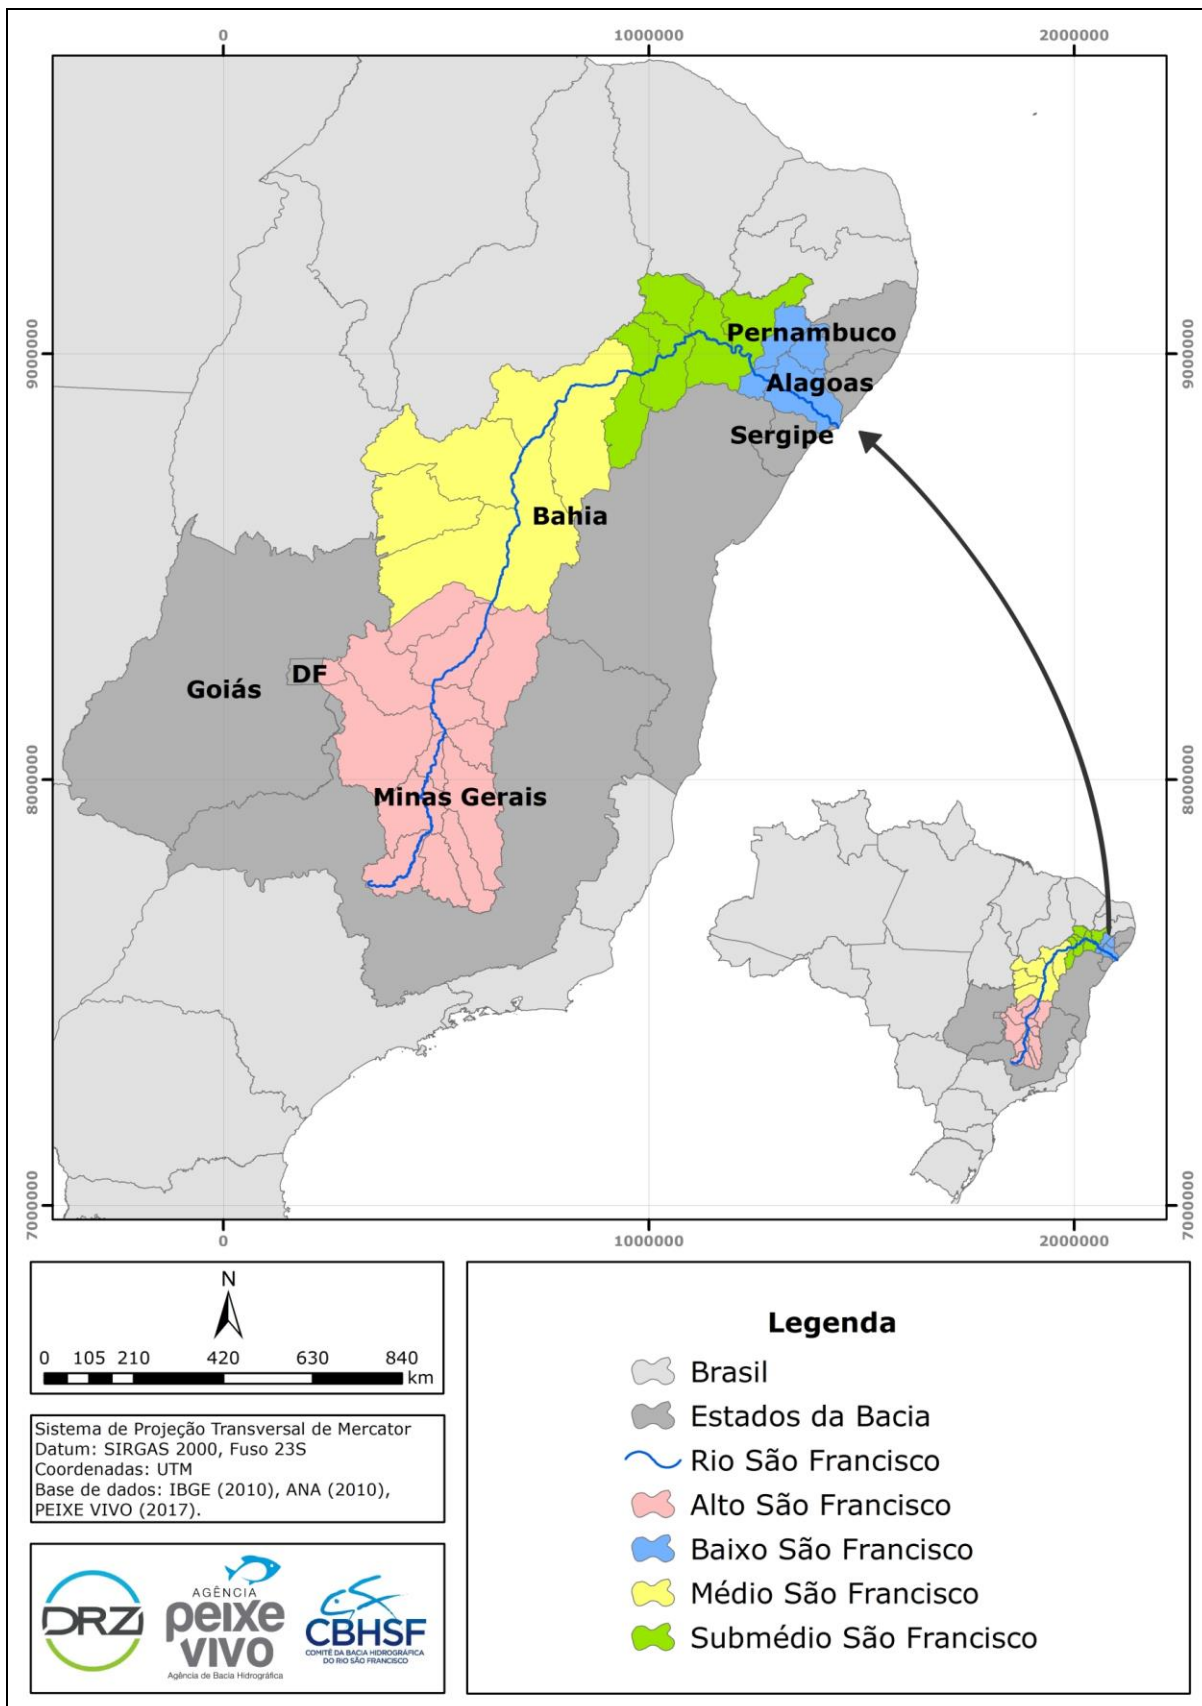 0 1000000 2000000
9000000 9000000
8000000 8000000
7000000 7000000
Pernambuco
Alagoas
Sergipe
Bahia
DF
Goiás
Minas Gerais
0 1000000 2000000
N
0 105 210 420 630 840
km
Sistema de Projeção Transversal de Mercator
Datum: SIRGAS 2000, Fuso 23S
Coordenadas: UTM
Base de dados: IBGE (2010), ANA (2010),
PEIXE VIVO (2017).
DRZ
AGÊNCIA
peixe
vivo
Agência de Bacia Hidrográfica
CBHSF
COMITÊ DA BACIA HIDROGRÁFICA
DO RIO SÃO FRANCISCO
Legenda
Brasil
Estados da Bacia
Rio São Francisco
Alto São Francisco
Baixo São Francisco
Médio São Francisco
Submédio São Francisco